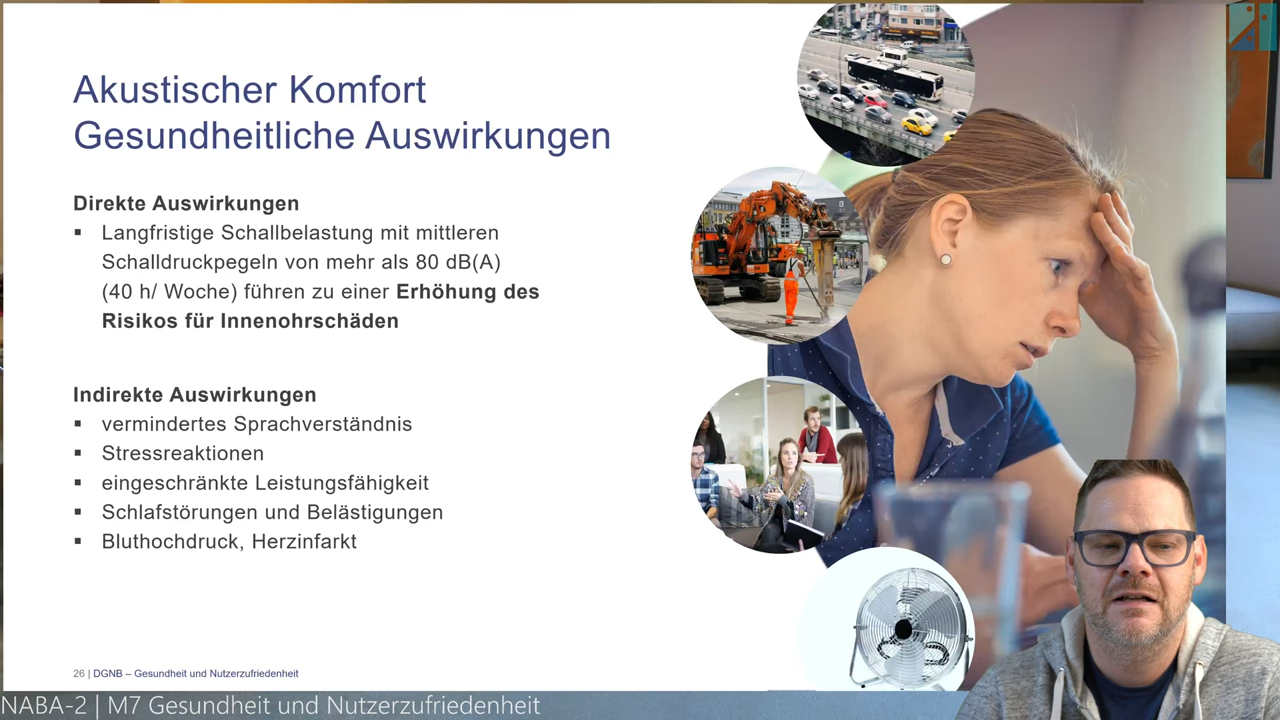 Akustischer Komfort
Gesundheitliche Auswirkungen
Direkte Auswirkungen
▪ Langfristige Schallbelastung mit mittleren
Schalldruckpegeln von mehr als 80 dB(A)
(40 h/ Woche) führen zu einer Erhöhung des
Risikos für Innenohrschäden
Indirekte Auswirkungen
▪ vermindertes Sprachverständnis
▪ Stressreaktionen
▪ eingeschränkte Leistungsfähigkeit
▪ Schlafstörungen und Belästigungen
▪ Bluthochdruck, Herzinfarkt
26 | DGNB – Gesundheit und Nutzerzufriedenheit
NABA-2 | M7 Gesundheit und Nutzerzufriedenheit